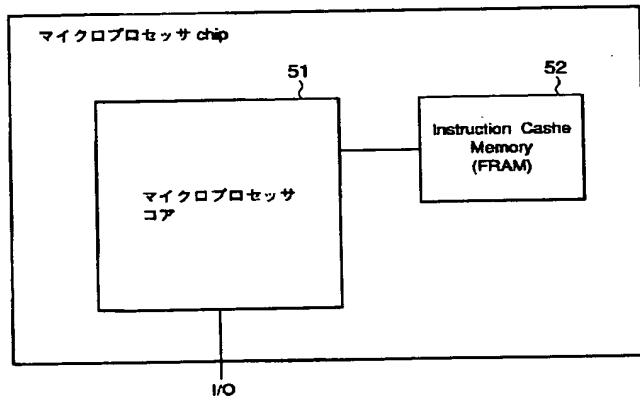 マイクロプロセッサ chip
51
52
Instruction Cashe
Memory
(FRAM)
マイクロプロセッサ
コア
I/O